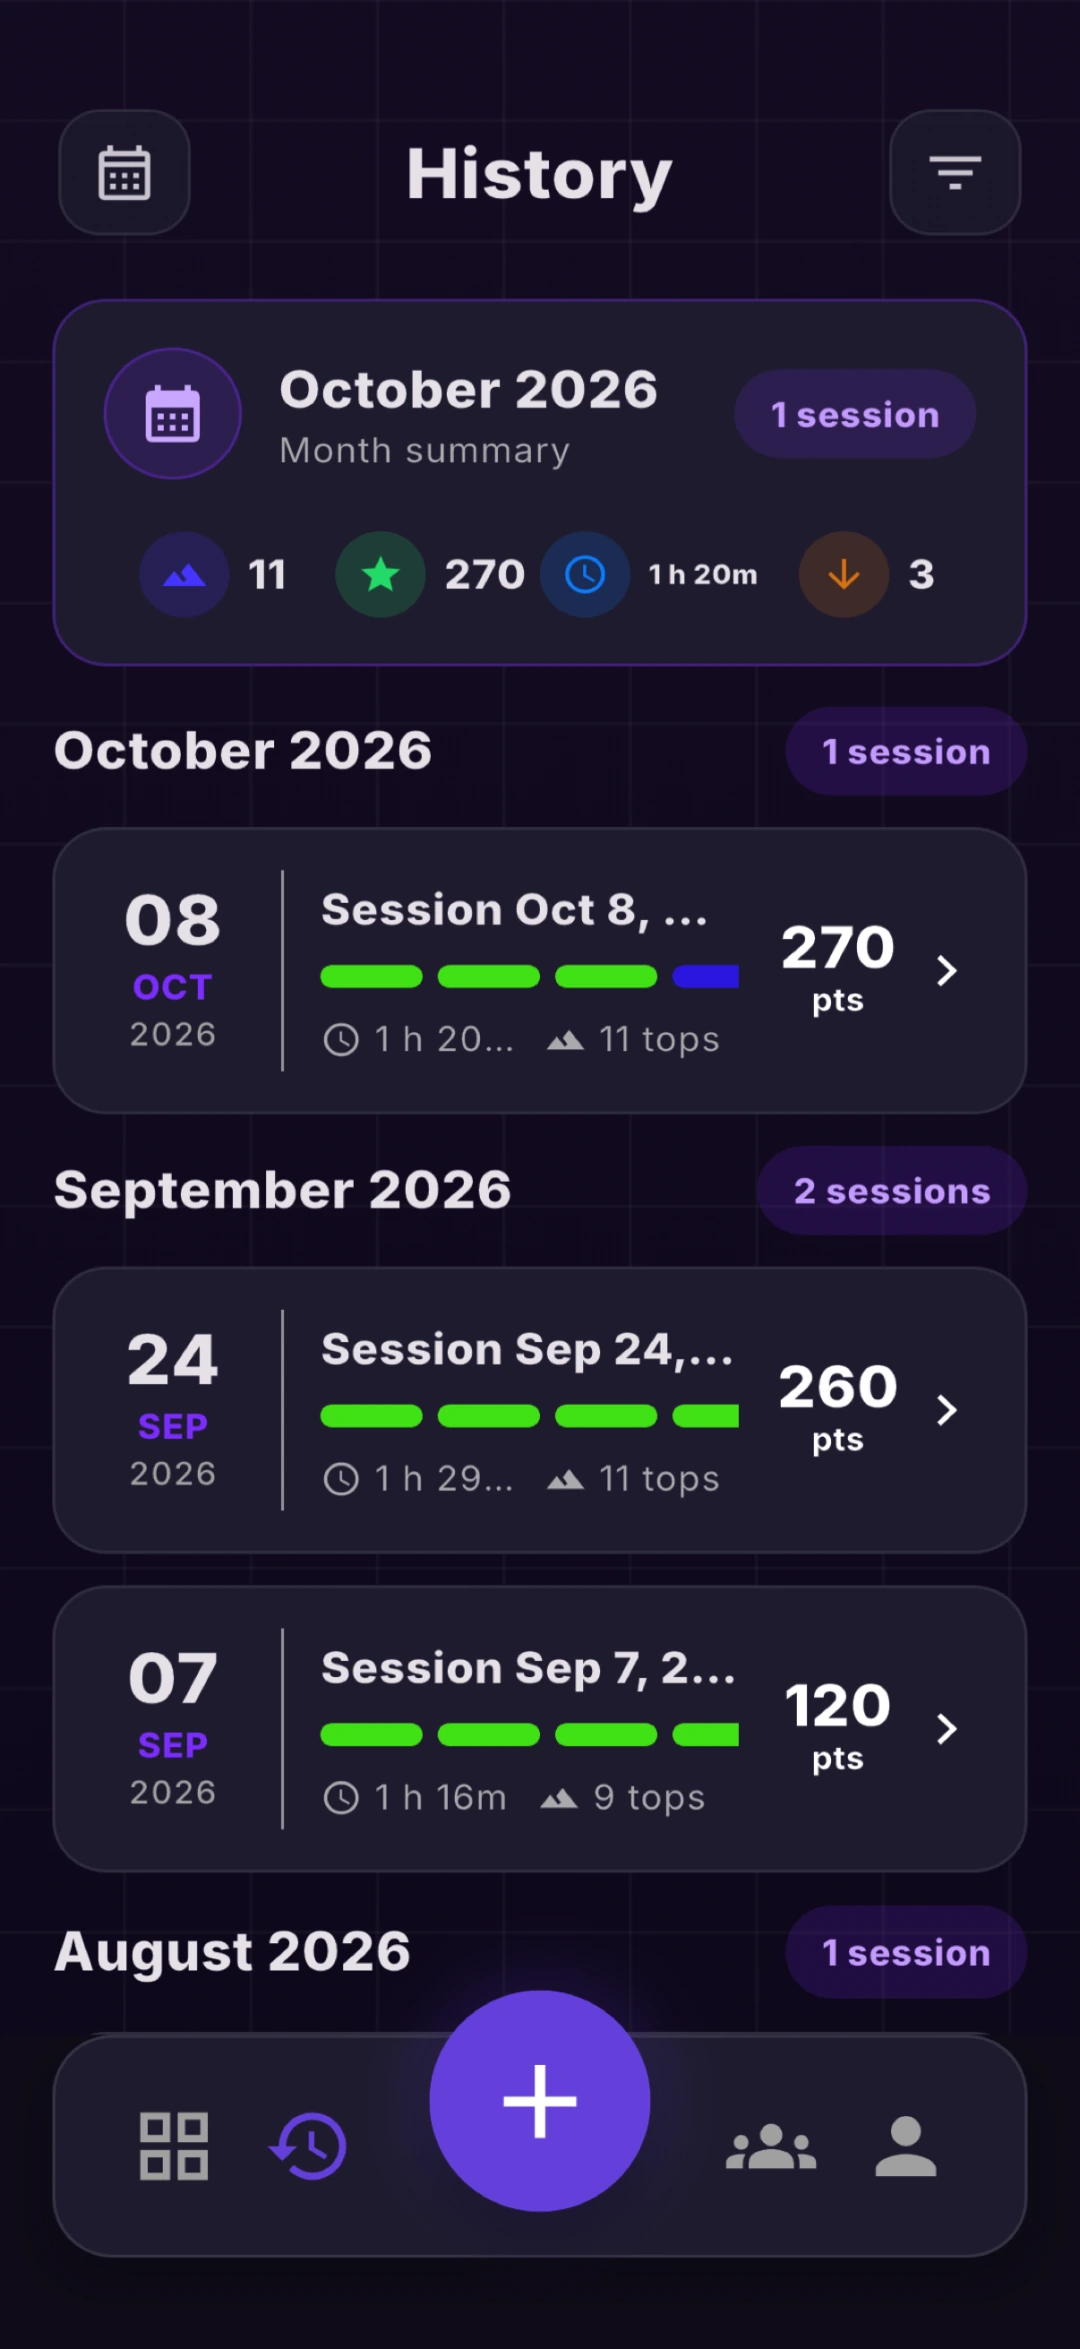 History
October 2026
Month summary
1 session
11
270
1 h 20m
3
October 2026
1 session
08
OCT
2026
Session Oct 8, ...
1 h 20...
11 tops
270
pts
September 2026
2 sessions
24
SEP
2026
Session Sep 24,...
1 h 29...
11 tops
260
pts
07
SEP
2026
Session Sep 7, 2...
1 h 16m
9 tops
120
pts
August 2026
1 session